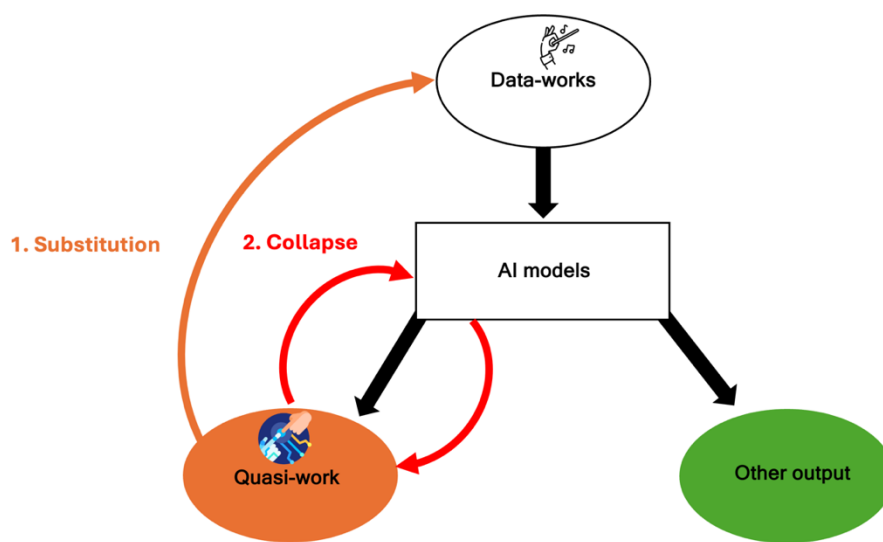 Data-works
1. Substitution
2. Collapse
AI models
Quasi-work
Other output